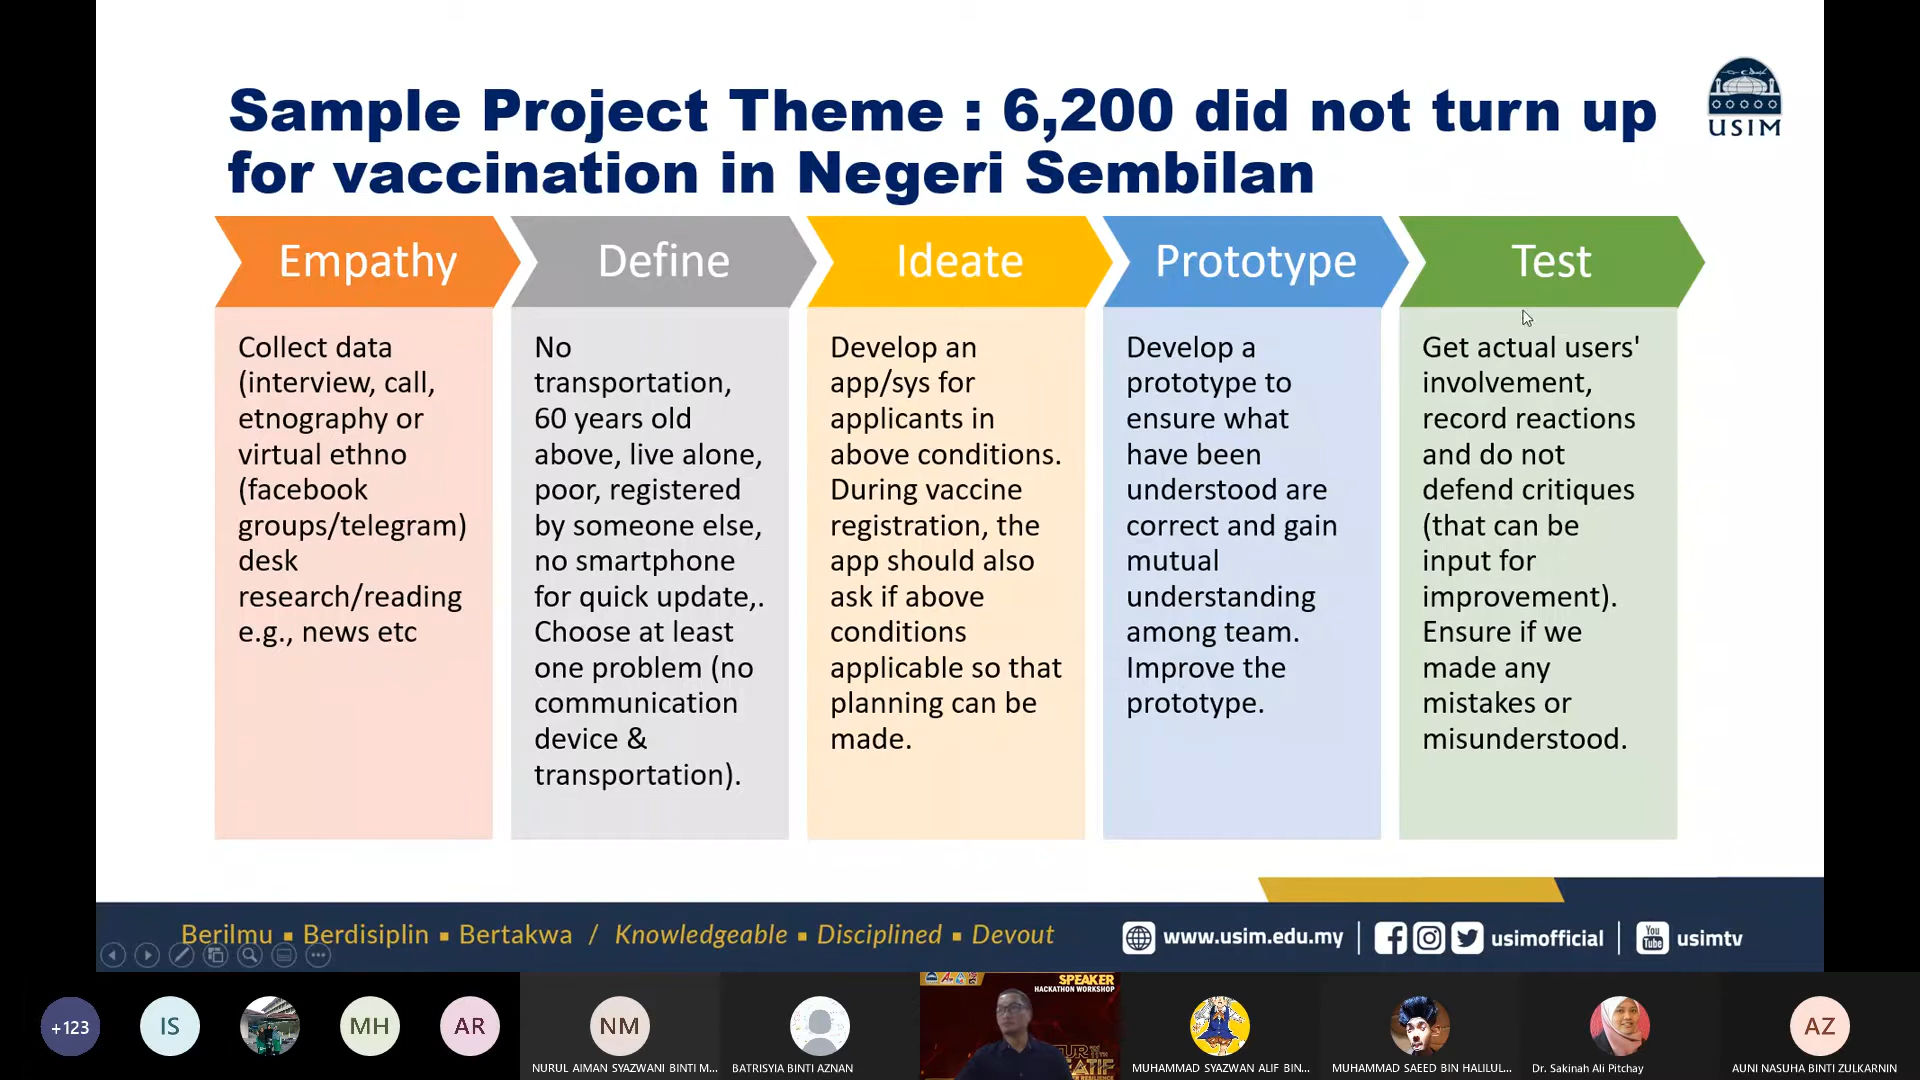 Sample Project Theme : 6,200 did not turn up
for vaccination in Negeri Sembilan
USIM
Empathy
Define
Ideate
Prototype
Test
Collect data
(interview, call,
etnography or
virtual ethno
(facebook
groups/telegram)
desk
research/reading
e.g., news etc
No
transportation,
60 years old
above, live alone,
poor, registered
by someone else,
no smartphone
for quick update,.
Choose at least
one problem (no
communication
device &
transportation).
Develop an
app/sys for
applicants in
above conditions.
During vaccine
registration, the
app should also
ask if above
conditions
applicable so that
planning can be
made.
Develop a
prototype to
ensure what
have been
understood are
correct and gain
mutual
understanding
among team.
Improve the
prototype.
Get actual users'
involvement,
record reactions
and do not
defend critiques
(that can be
input for
improvement).
Ensure if we
made any
mistakes or
misunderstood.
Berilmu ▪ Berdisiplin ▪ Bertakwa / Knowledgeable ▪ Disciplined ▪ Devout
www.usim.edu.my | usimofficial | You Tube usimtv
+123
IS
MH
AR
NM
AZ
SPEAKER
HACKATHON WORKSHOP
NURUL AIMAN SYAZWANI BINTI M...
BATRISYIA BINTI AZNAN
MUHAMMAD SYAZWAN ALIF BIN...
MUHAMMAD SAEED BIN HALILUL...
Dr. Sakinah Ali Pitchay
AUNI NASUHA BINTI ZULKARNIN